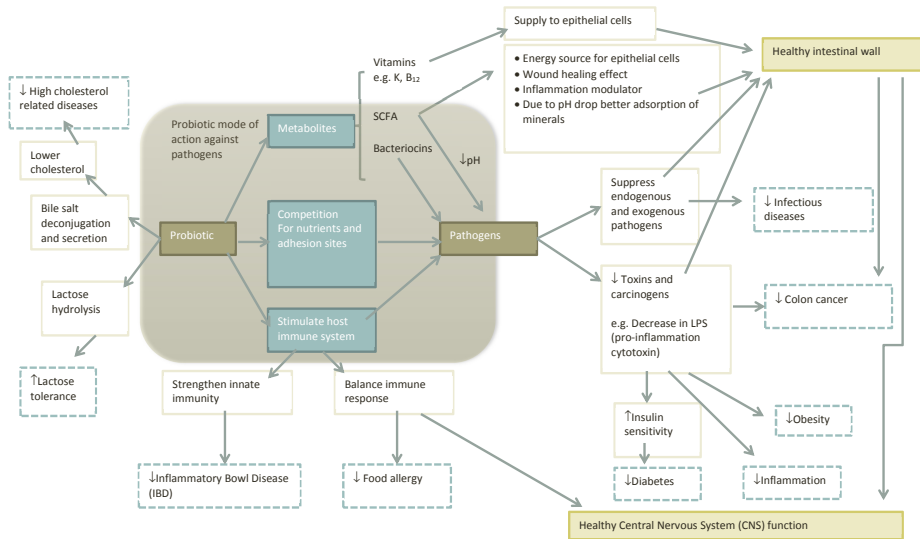 Supply to epithelial cells
Healthy intestinal wall
Vitamins
e.g. K, B₁₂
• Energy source for epithelial cells
• Wound healing effect
• Inflammation modulator
• Due to pH drop better adsorption of
minerals
↓ High cholesterol
related diseases
Probiotic mode of
action against
pathogens
Metabolites
SCFA
Bacteriocins
↓pH
Lower
cholesterol
Bile salt
deconjugation
and secretion
Probiotic
Competition
For nutrients and
adhesion sites
Pathogens
Suppress
endogenous
and exogenous
pathogens
↓ Infectious
diseases
Lactose
hydrolysis
Stimulate host
immune system
↓ Toxins and
carcinogens
e.g. Decrease in LPS
(pro-inflammation
cytotoxin)
↓ Colon cancer
↑Lactose
tolerance
Strengthen innate
immunity
Balance immune
response
↑Insulin
sensitivity
↓Obesity
↓Inflammatory Bowel Disease
(IBD)
↓ Food allergy
↓Diabetes
↓Inflammation
Healthy Central Nervous System (CNS) function